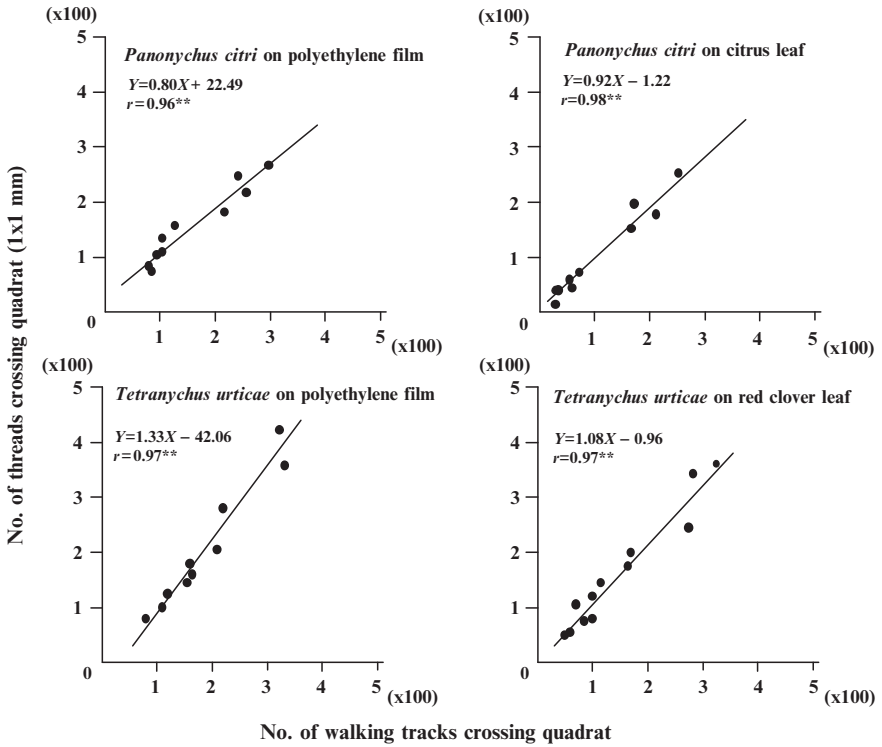 (x100)
Panonychus citri on polyethylene film
Y=0.80X + 22.49
r=0.96**
5
4
3
2
1
0
1 2 3 4 5
(x100)
(x100)
Panonychus citri on citrus leaf
Y=0.92X – 1.22
r=0.98**
5
4
3
2
1
0
1 2 3 4 5
(x100)
No. of threads crossing quadrat (1x1 mm)
(x100)
Tetranychus urticae on polyethylene film
Y=1.33X – 42.06
r=0.97**
5
4
3
2
1
0
1 2 3 4 5
(x100)
(x100)
Tetranychus urticae on red clover leaf
Y=1.08X – 0.96
r=0.97**
5
4
3
2
1
0
1 2 3 4 5
(x100)
No. of walking tracks crossing quadrat